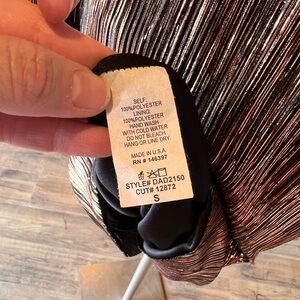 SELF:
100%POLYESTER
LINING:
100%POLYESTER
HAND WASH
WITH COLD WATER
DO NOT BLEACH
HANG OR LINE DRY.
MADE IN U.S.A.
RN # 146397
STYLE# DAD2150
CUT# 12872
S